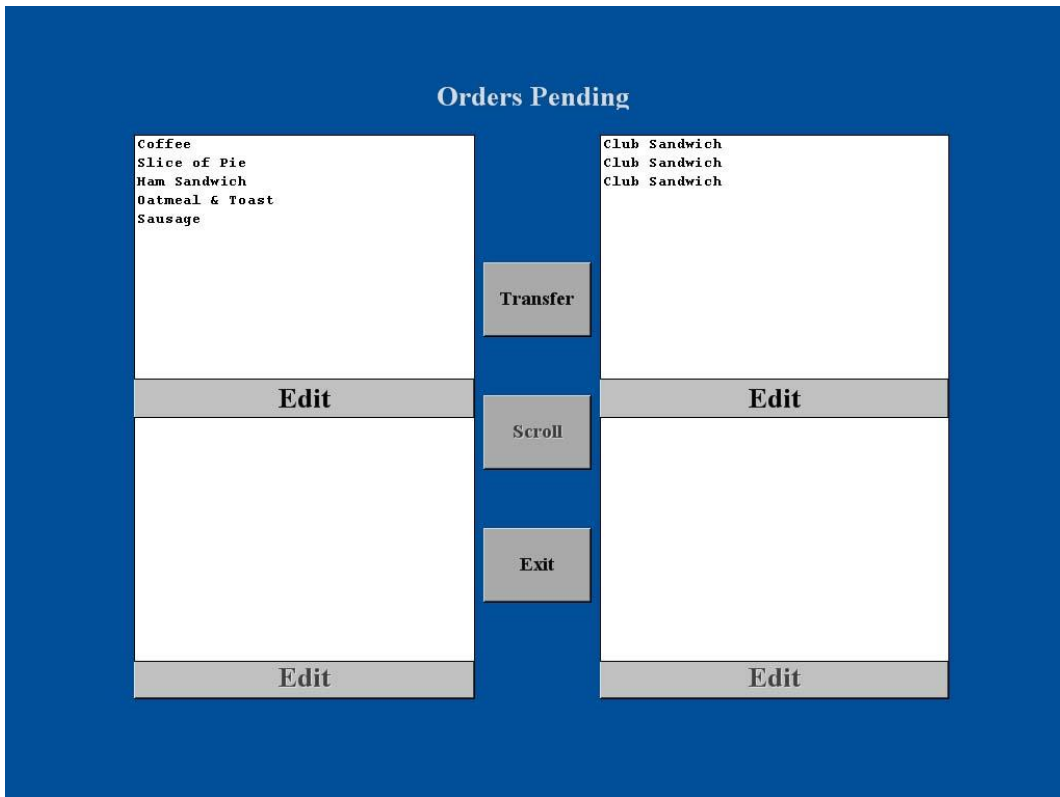 Orders Pending
Coffee
Slice of Pie
Ham Sandwich
Oatmeal & Toast
Sausage
Edit
Club Sandwich
Club Sandwich
Club Sandwich
Edit
Transfer
Scroll
Exit
Edit
Edit